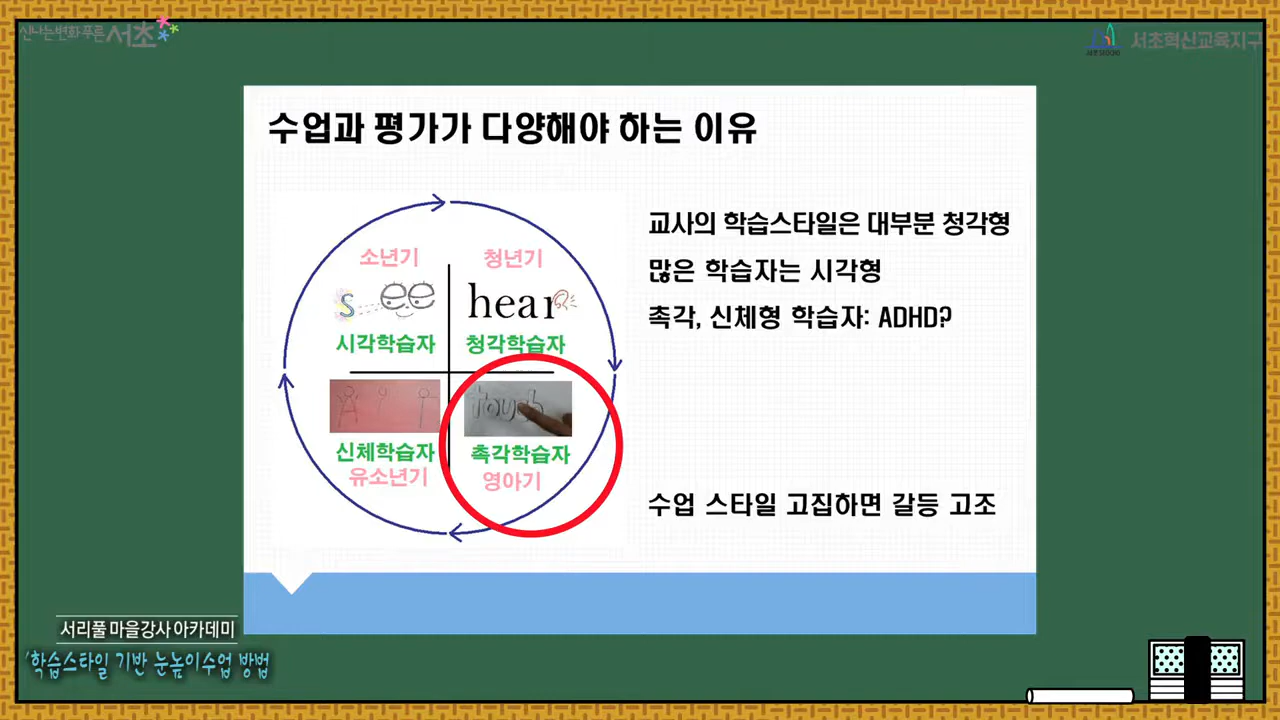 신나는 변화 푸른 서초
서초혁신교육지구
수업과 평가가 다양해야 하는 이유
소년기
청년기
see
hear
시각학습자
청각학습자
touch
신체학습자
촉각학습자
유소년기
영아기
교사의 학습스타일은 대부분 청각형
많은 학습자는 시각형
촉각, 신체형 학습자: ADHD?
수업 스타일 고집하면 갈등 고조
서리풀 마을강사 아카데미
'학습스타일 기반 눈높이수업 방법